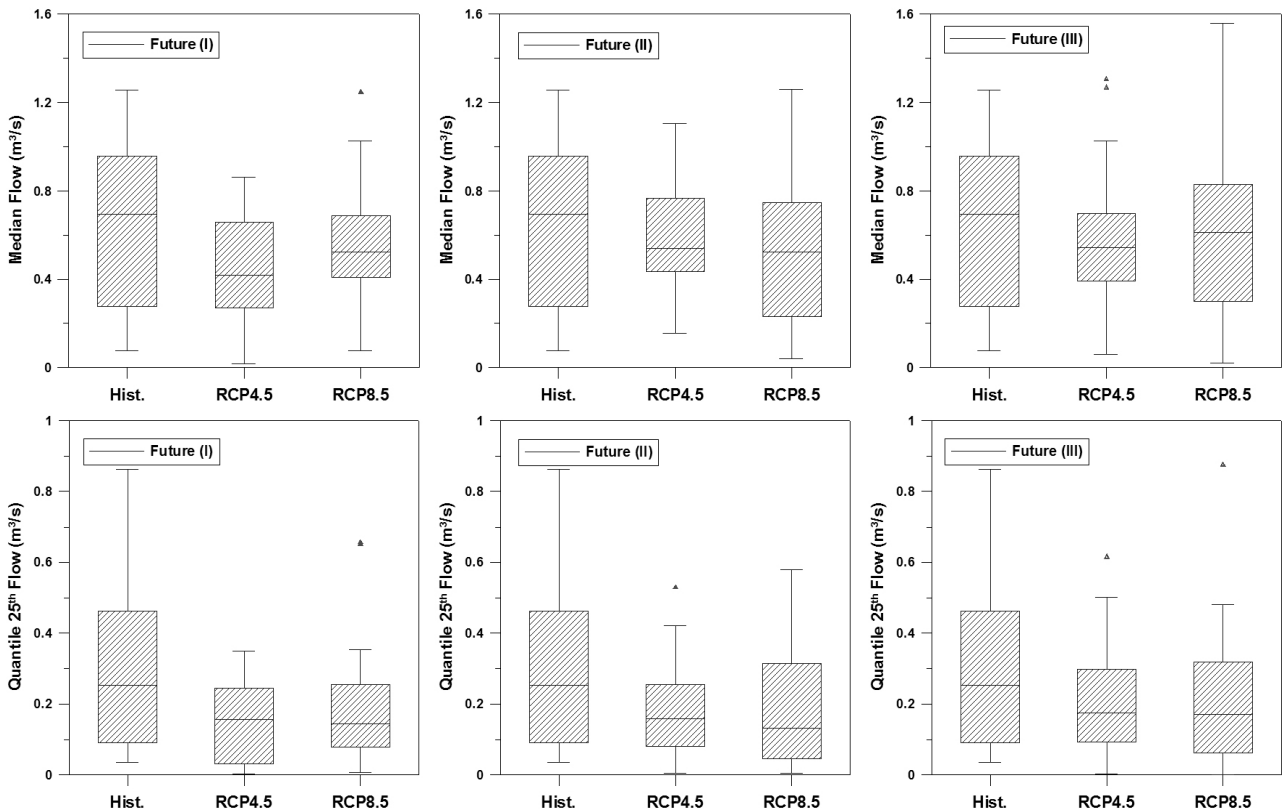 1.6
1.2
0.8
0.4
0
Median Flow (m³/s)
Future (I)
Hist.
RCP4.5
RCP8.5
1.6
1.2
0.8
0.4
0
Median Flow (m³/s)
Future (II)
Hist.
RCP4.5
RCP8.5
1.6
1.2
0.8
0.4
0
Median Flow (m³/s)
Future (III)
Hist.
RCP4.5
RCP8.5
1
0.8
0.6
0.4
0.2
0
Quantile 25th Flow (m³/s)
Future (I)
Hist.
RCP4.5
RCP8.5
1
0.8
0.6
0.4
0.2
0
Quantile 25th Flow (m³/s)
Future (II)
Hist.
RCP4.5
RCP8.5
1
0.8
0.6
0.4
0.2
0
Quantile 25th Flow (m³/s)
Future (III)
Hist.
RCP4.5
RCP8.5